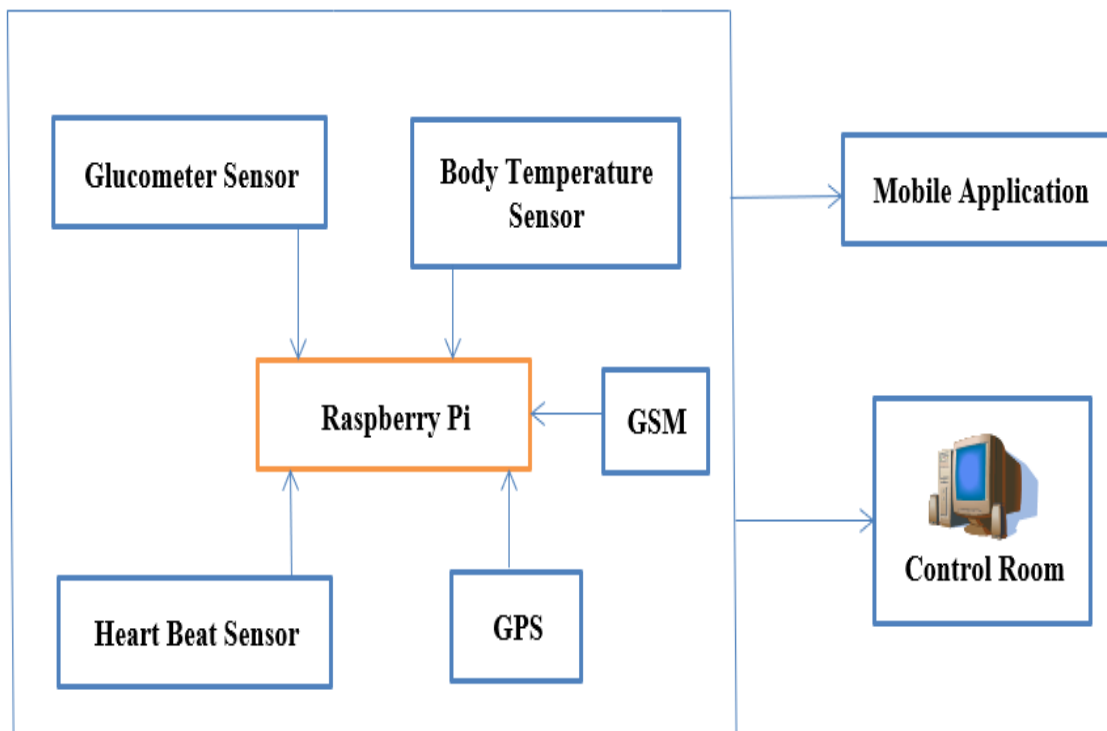 Glucometer Sensor
Body Temperature
Sensor
Mobile Application
Raspberry Pi
GSM
Heart Beat Sensor
GPS
Control Room